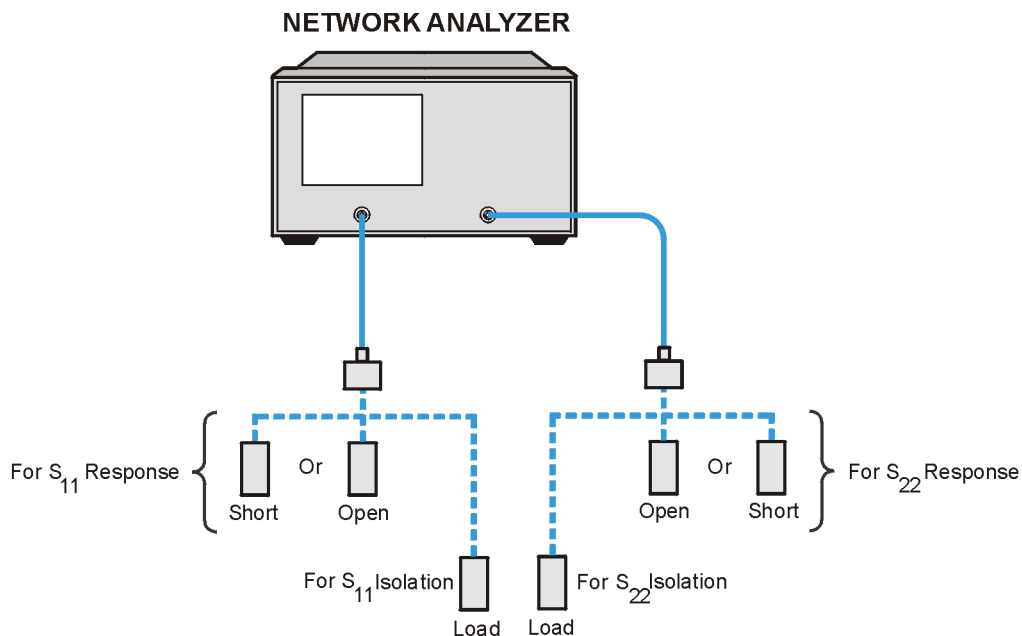 NETWORK ANALYZER
For S11 Response
Or
Short
Open
Or
Open
Short
For S22 Response
For S11 Isolation
Load
For S22 Isolation
Load